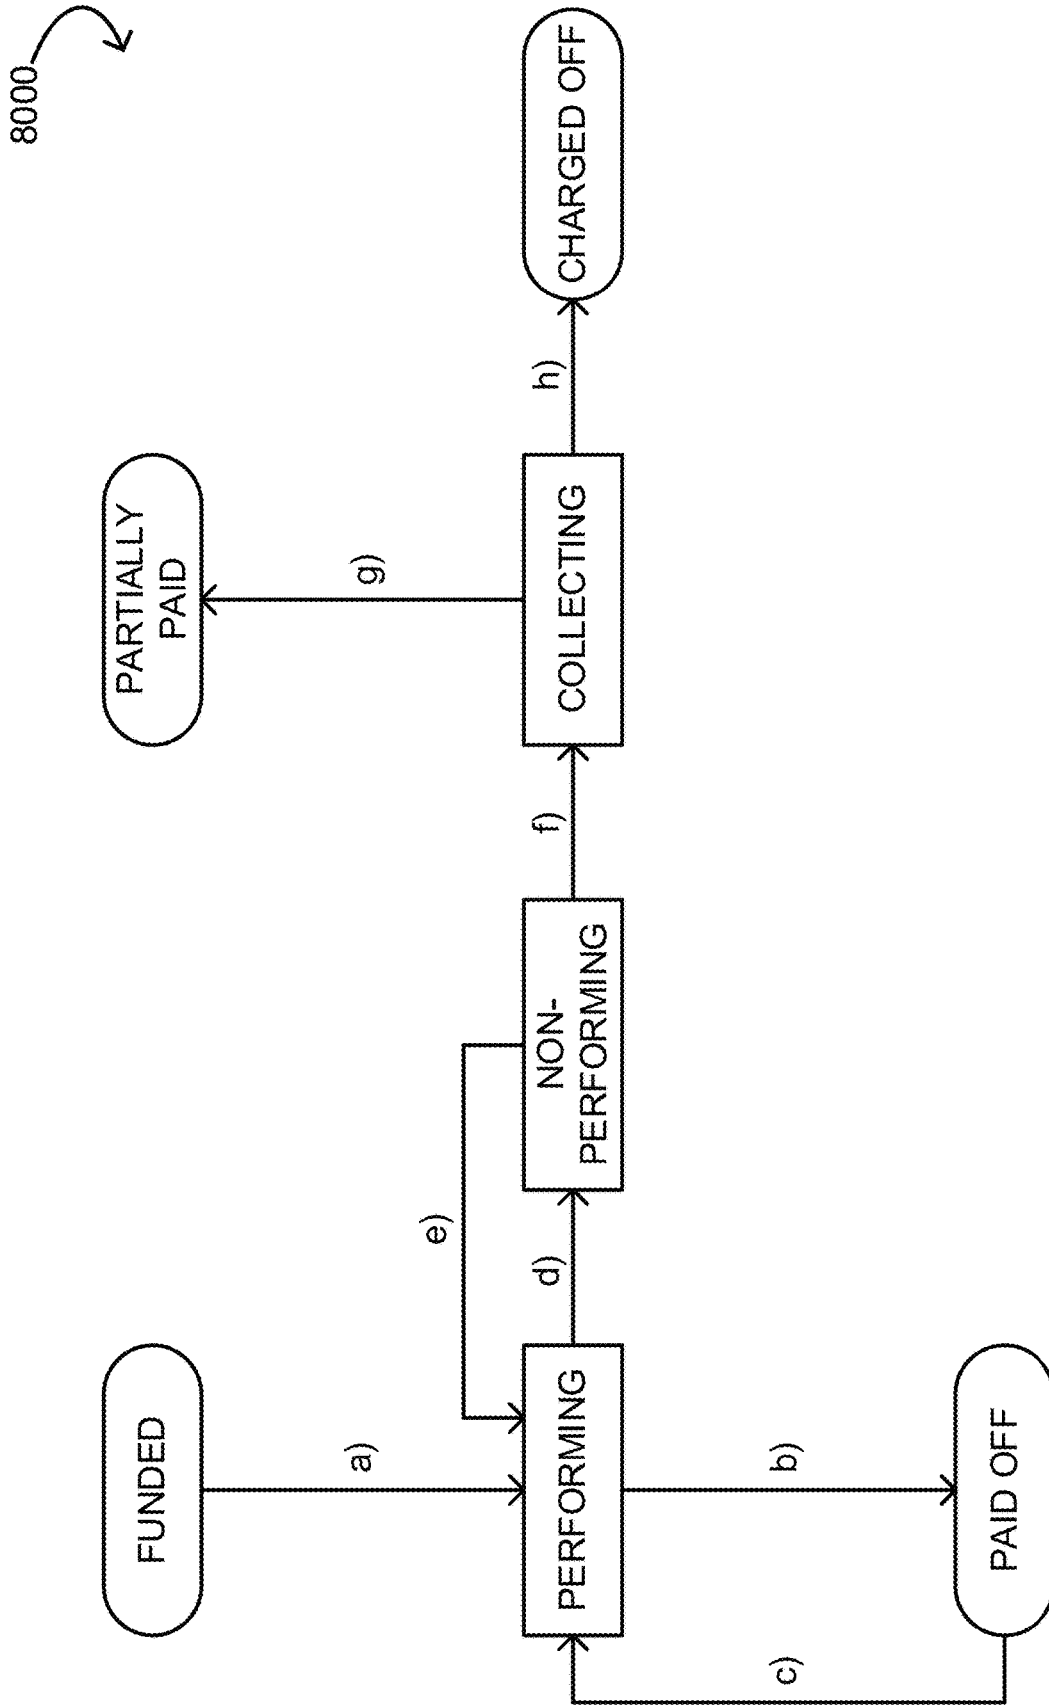 8000
FUNDED
PARTIALLY
PAID
a)
e)
g)
PERFORMING
d)
NON-
PERFORMING
f)
COLLECTING
h)
CHARGED OFF
c)
b)
PAID OFF